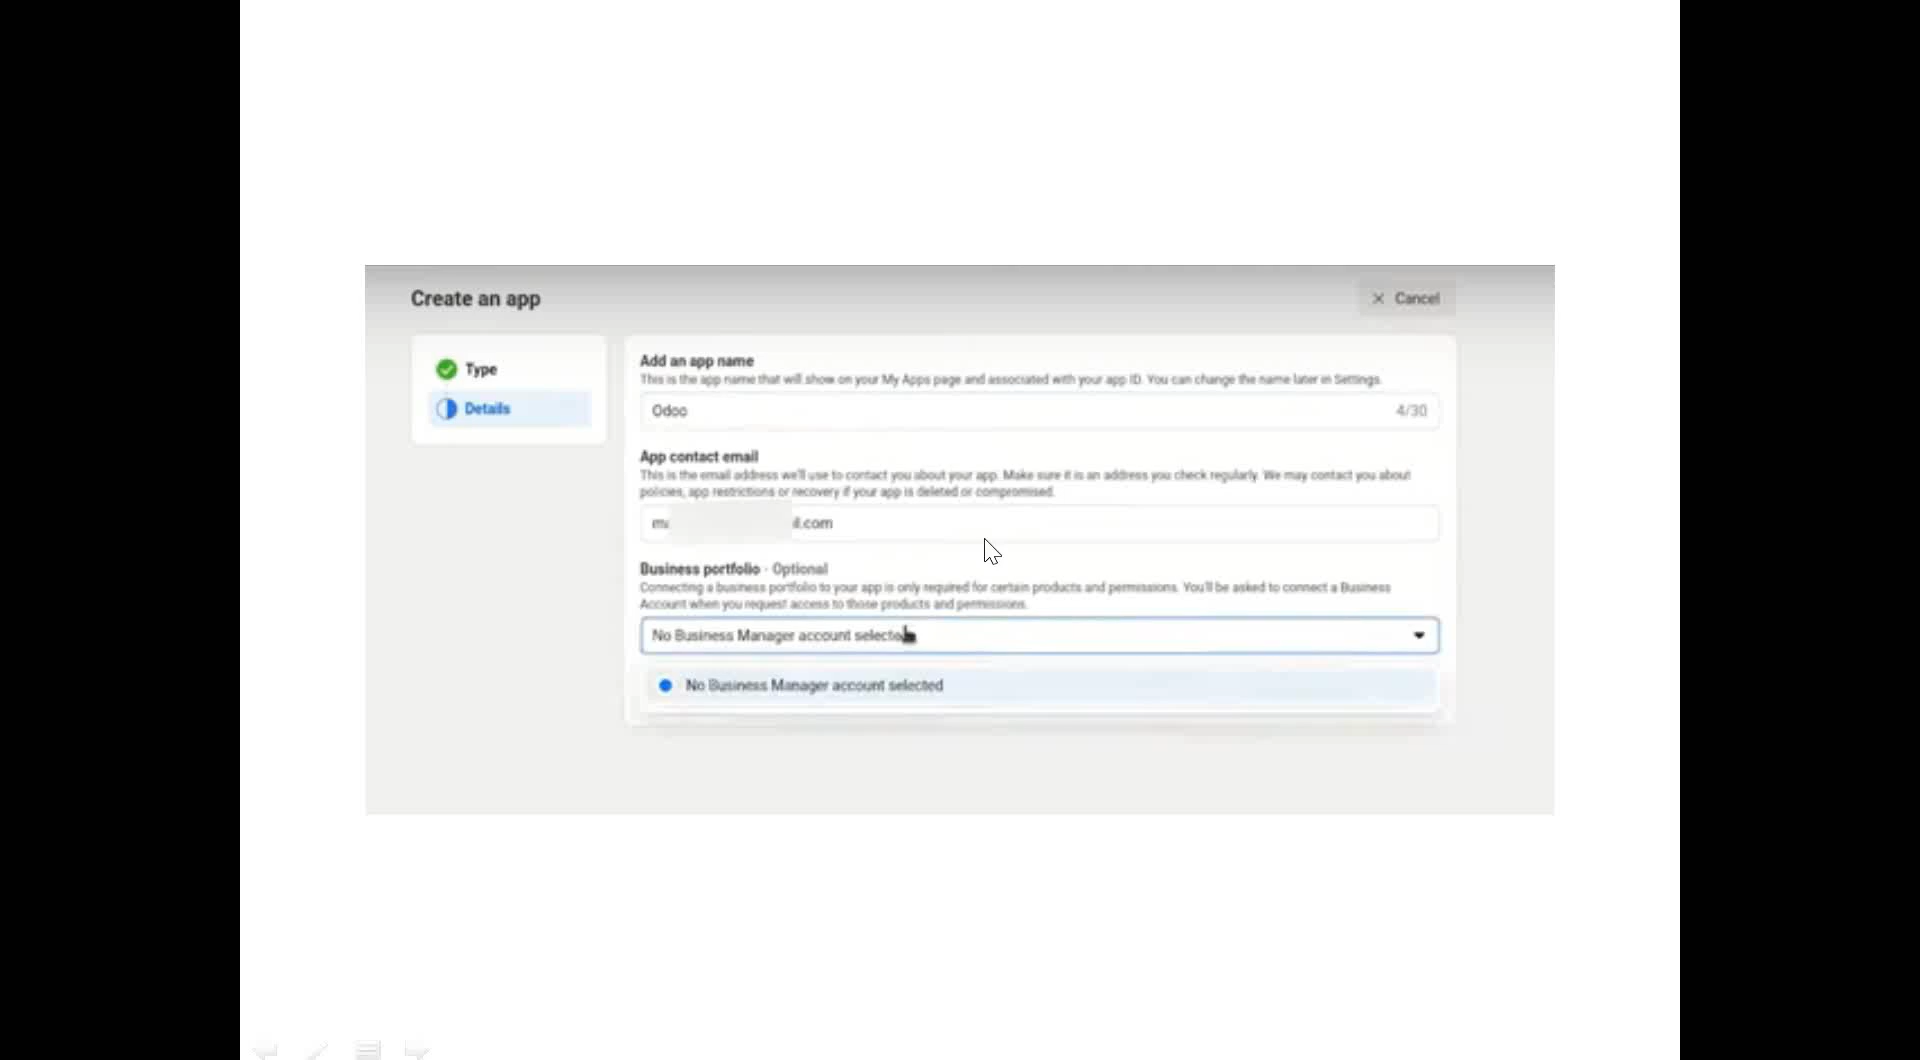 Create an app
Cancel
Type
Details
Add an app name
This is the app name that will show on your My Apps page and associated with your app ID. You can change the name later in Settings.
Odoo
4/30
App contact email
This is the email address we'll use to contact you about your app. Make sure it is an address you check regularly. We may contact you about
policies, app restrictions or recovery if your app is deleted or compromised.
il.com
Business portfolio · Optional
Connecting a business portfolio to your app is only required for certain products and permissions. You'll be asked to connect a Business
Account when you request access to those products and permissions.
No Business Manager account selected
No Business Manager account selected